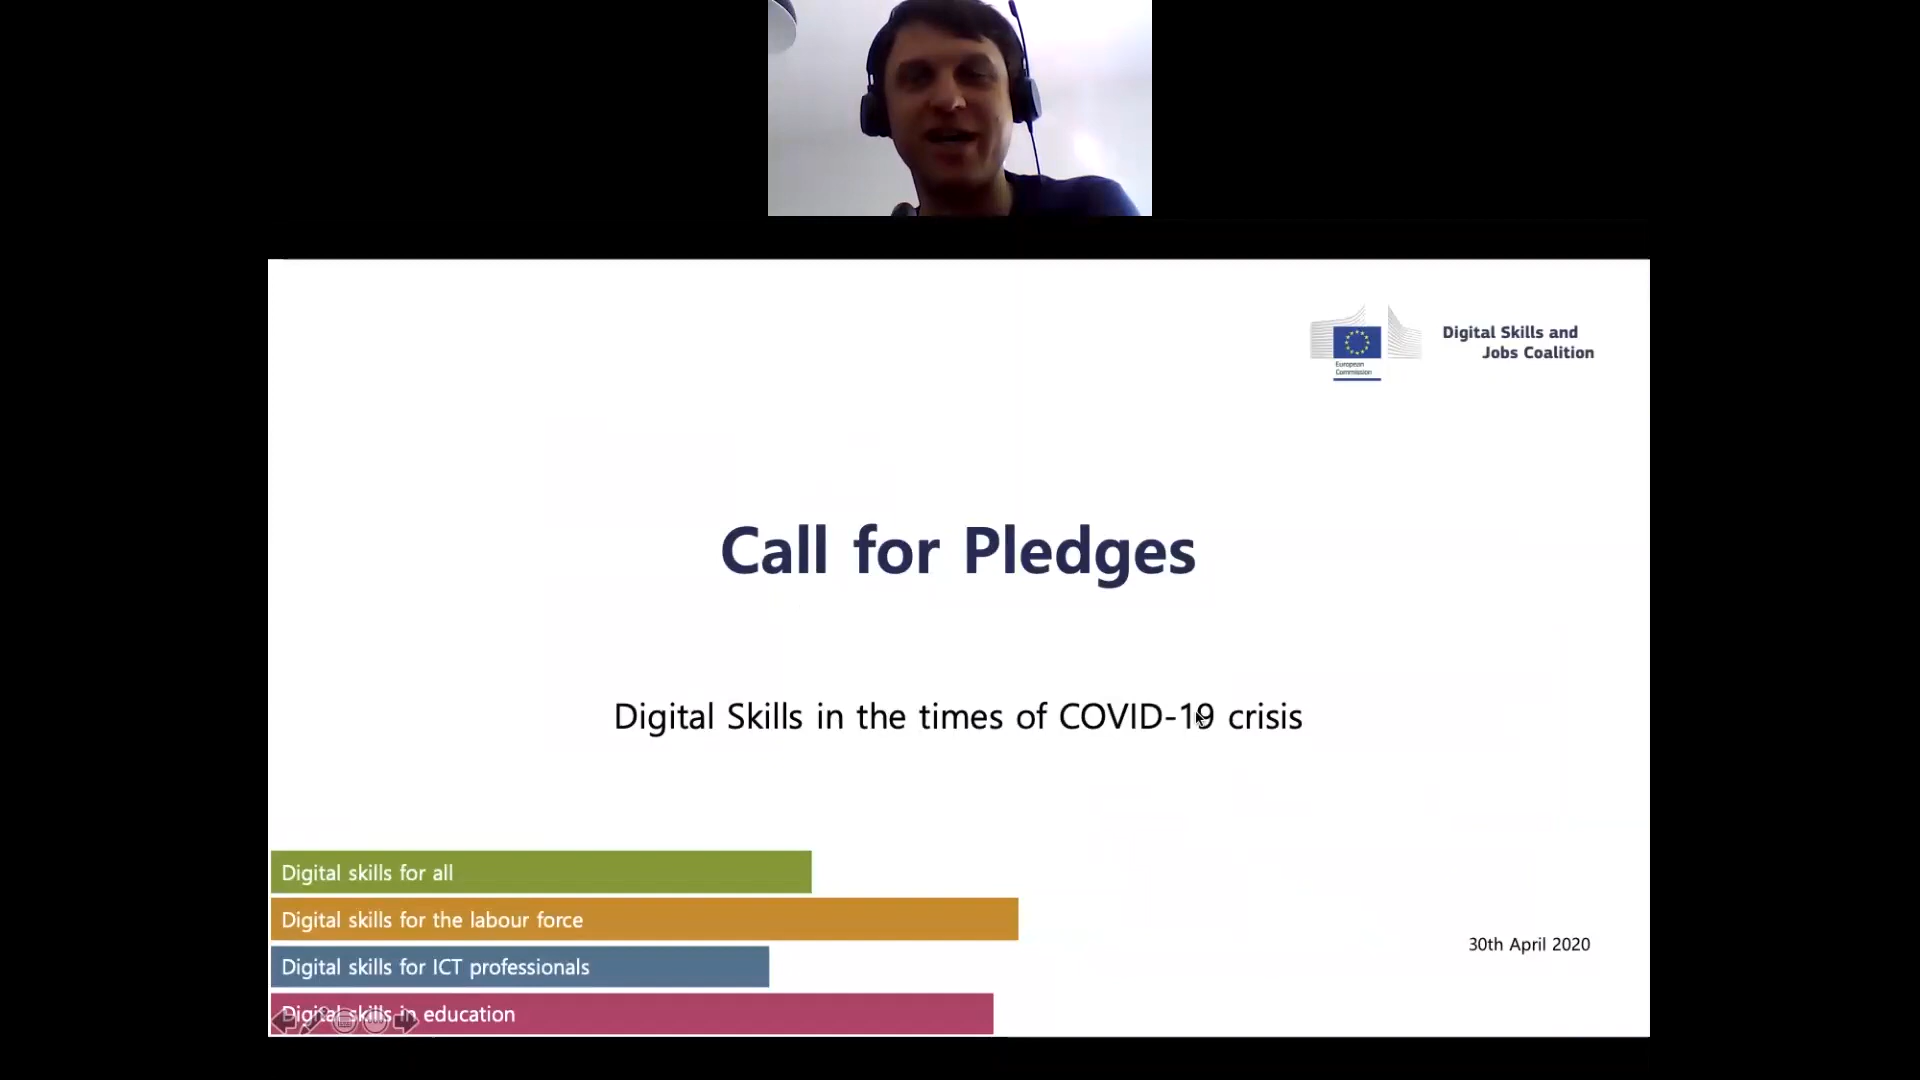 Digital Skills and
Jobs Coalition
European
Commission
Call for Pledges
Digital Skills in the times of COVID-19 crisis
Digital skills for all
Digital skills for the labour force
Digital skills for ICT professionals
Digital skills in education
30th April 2020